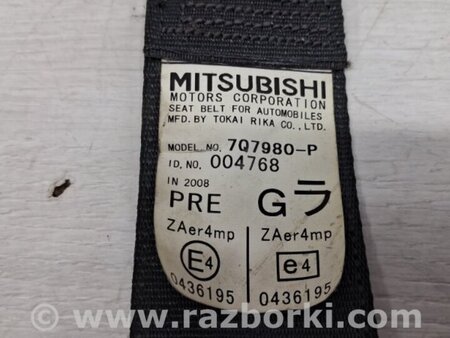 MITSUBISHI
MOTORS CORPORATION
SEAT BELT FOR AUTOMOBILES
MFD. BY TOKAI RIKA CO., LTD.
MODEL NO. 7Q7980-P
I.D. NO. 004768
IN 2008
PRE Gラ
ZAer4mp ZAer4mp
E4 e4
0436195 0436195
© www.razborki.com